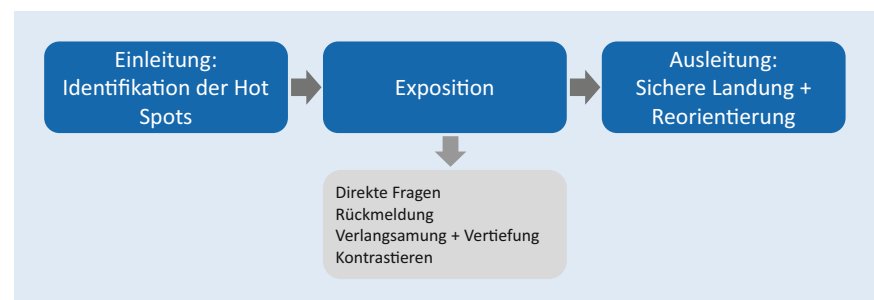 Einleitung:
Identifikation der Hot
Spots
Exposition
Ausleitung:
Sichere Landung +
Reorientierung
Direkte Fragen
Rückmeldung
Verlangsamung + Vertiefung
Kontrastieren